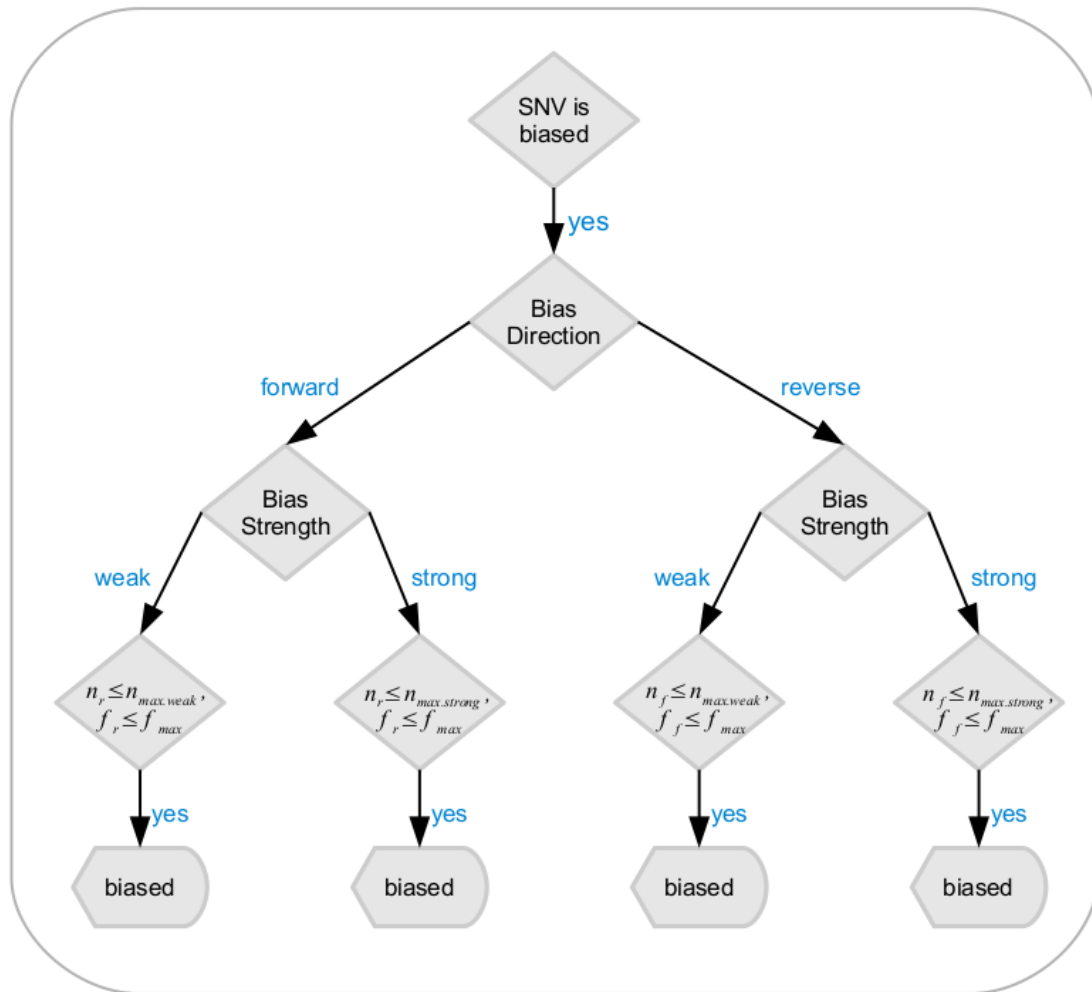 SNV is
biased
yes
Bias
Direction
forward
reverse
Bias
Strength
Bias
Strength
weak
strong
weak
strong
n_r ≤ n_max.weak,
f_r ≤ f_max
n_r ≤ n_max.strong,
f_r ≤ f_max
n_f ≤ n_max.weak,
f_f ≤ f_max
n_f ≤ n_max.strong,
f_f ≤ f_max
yes
yes
yes
yes
biased
biased
biased
biased